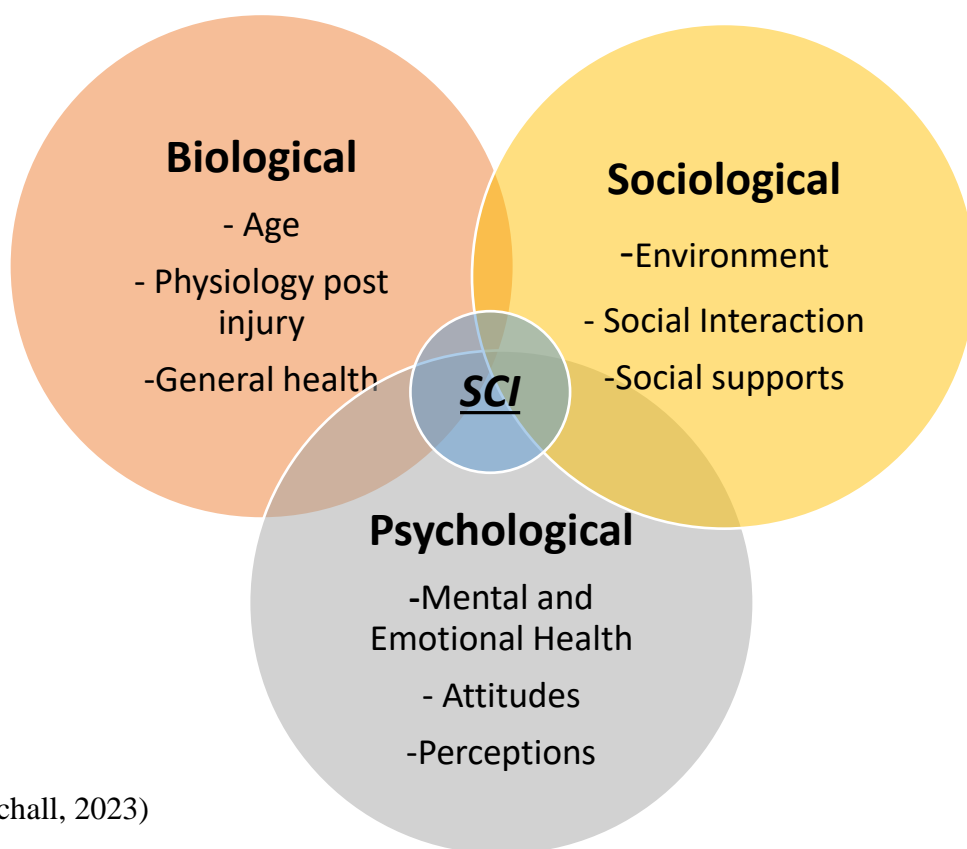 Biological
- Age
- Physiology post
injury
-General health
Sociological
-Environment
- Social Interaction
-Social supports
SCI
Psychological
-Mental and
Emotional Health
- Attitudes
-Perceptions
chall, 2023)